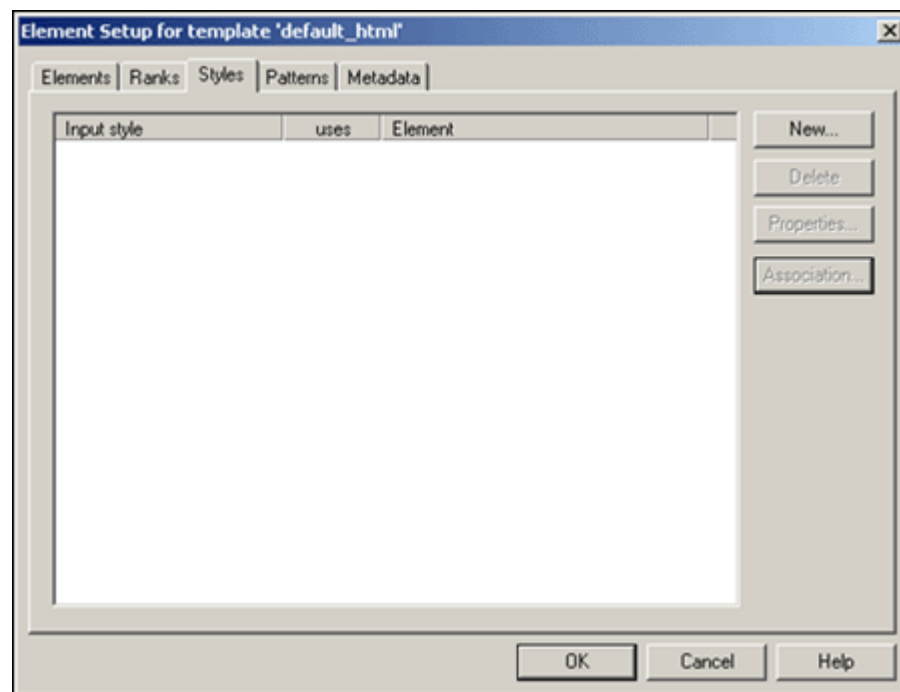 Element Setup for template 'default_html'
Elements Ranks Styles Patterns Metadata
Input style uses Element
New...
Delete
Properties...
Association...
OK Cancel Help